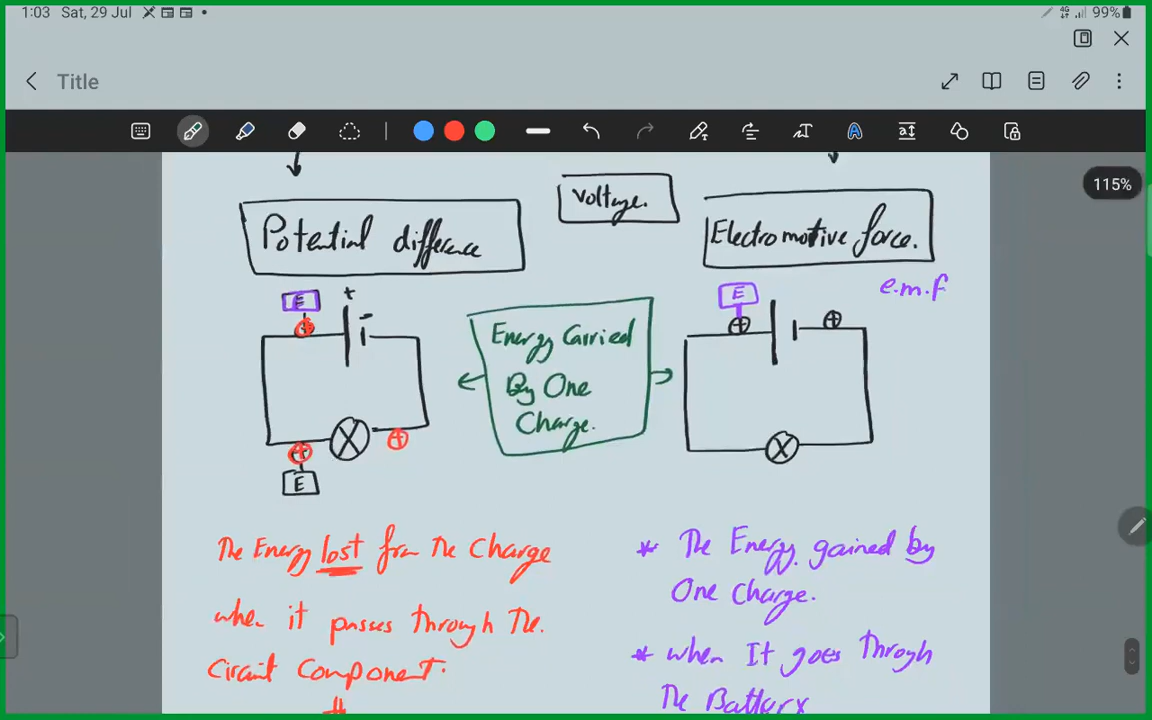 1:03 Sat, 29 Jul
4G 99%
Title
115%
Voltage.
Potential difference
Electromotive force.
e.m.f
E
+
-
E
Energy Carried
By One
Charge.
E
The Energy lost from The Charge
when it passes through The.
Circuit Component.
* The Energy gained by
One Charge.
* when It goes Through
The Battery